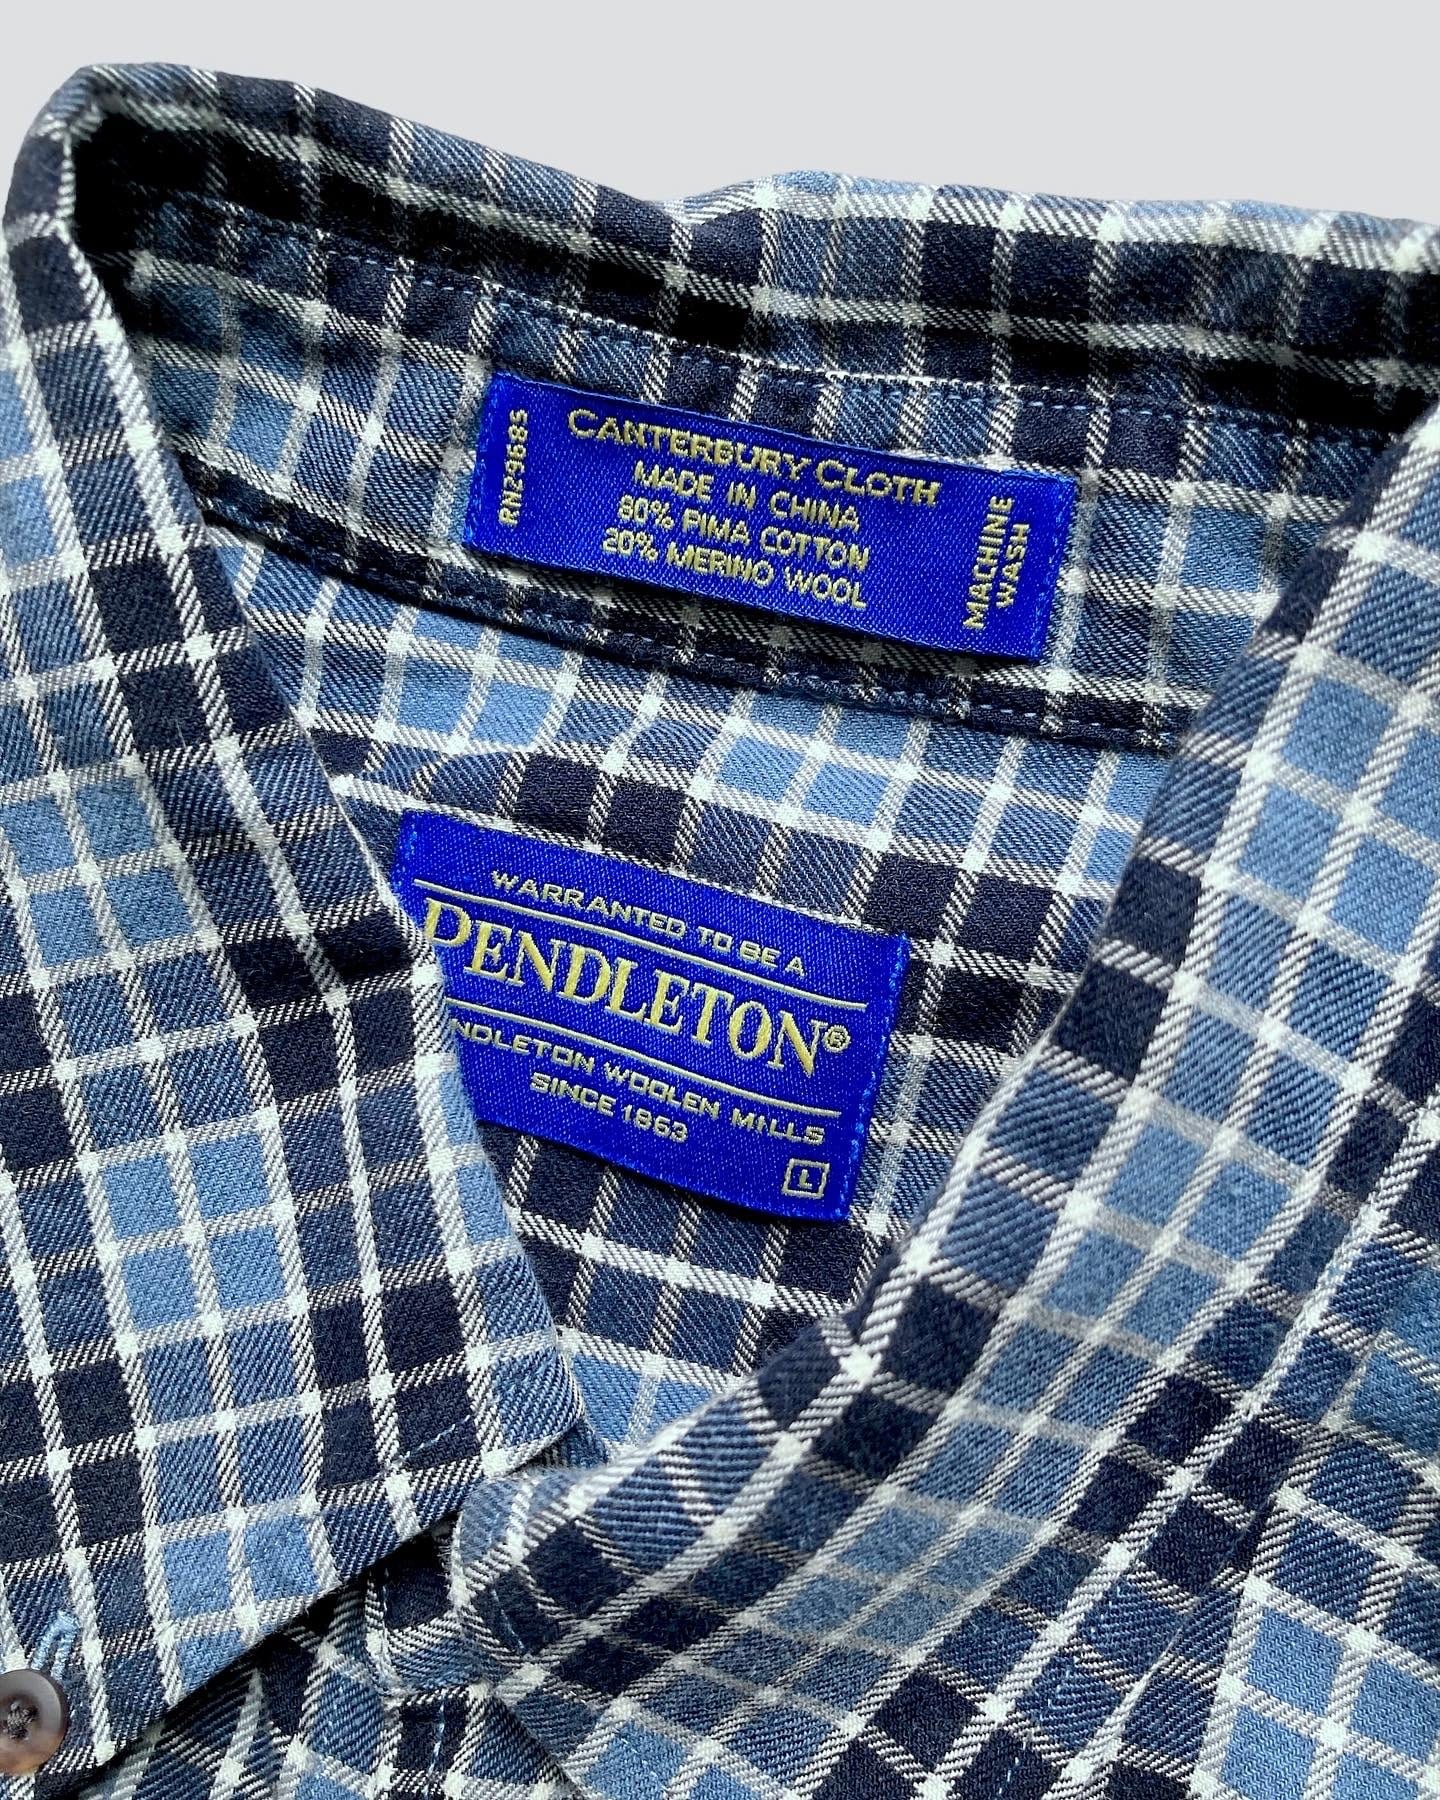 RN29685
CANTERBURY CLOTH
MADE IN CHINA
80% PIMA COTTON
20% MERINO WOOL
MACHINE
WASH
WARRANTED TO BE A
PENDLETON®
NDLETON WOOLEN MILLS
SINCE 1863
L